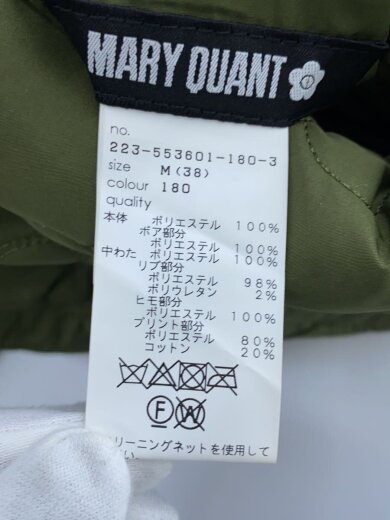 MARY QUANT
no.
223-553601-180-3
size M(38)
colour 180
quality
本体 ポリエステル 100%
ボア部分
ポリエステル 100%
中わた ポリエステル 100%
リブ部分
ポリエステル 98%
ポリウレタン 2%
ヒモ部分
ポリエステル 100%
プリント部分
ポリエステル 80%
コットン 20%
F W
リーニングネットを使用して